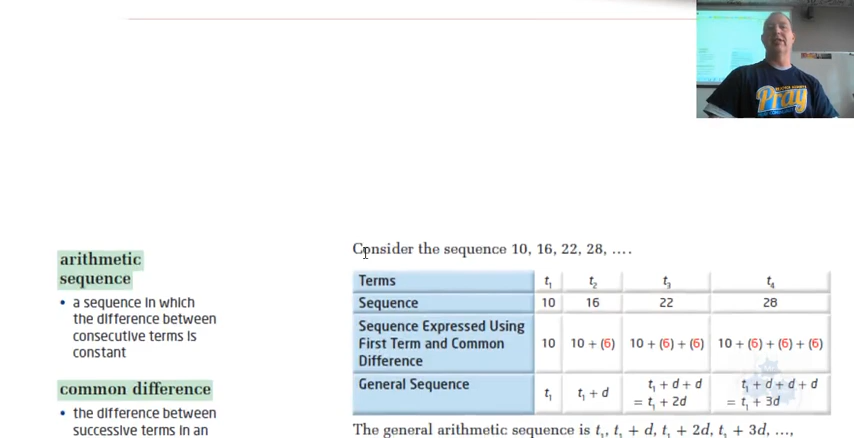 Pray
arithmetic
sequence
• a sequence in which
the difference between
consecutive terms is
constant
common difference
• the difference between
successive terms in an
Consider the sequence 10, 16, 22, 28, ….
Terms t₁ t₂ t₃ t₄
Sequence 10 16 22 28
Sequence Expressed Using
First Term and Common
Difference 10 10 + (6) 10 + (6) + (6) 10 + (6) + (6) + (6)
General Sequence t₁ t₁ + d t₁ + d + d t₁ + d + d + d
= t₁ + 2d = t₁ + 3d
The general arithmetic sequence is t₁, t₁ + d, t₁ + 2d, t₁ + 3d, …,